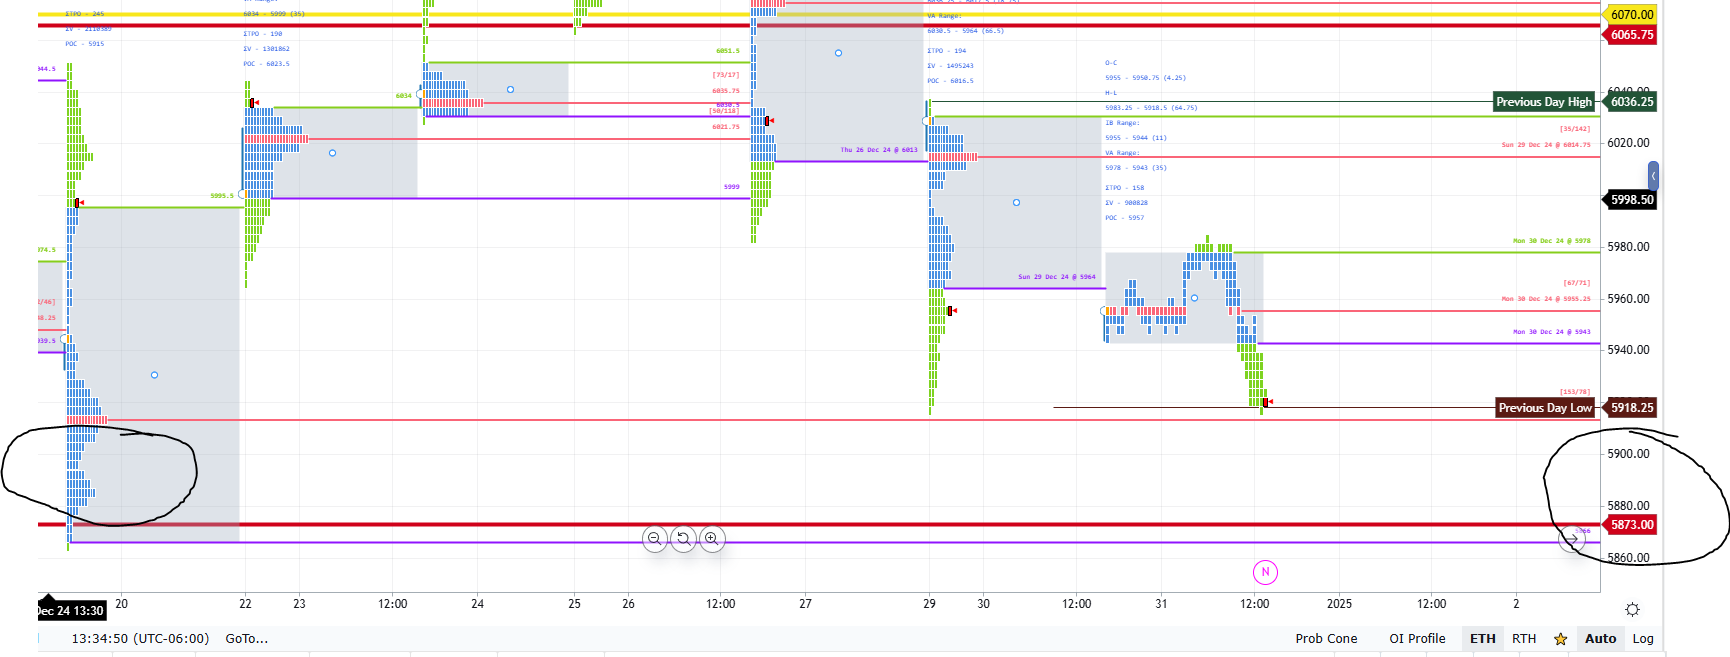 ΣTPO - 245
ΣV - 2110389
POC - 5915
6034 - 5999 (35)
ΣTPO - 190
ΣV - 1301862
POC - 6023.5
VA Range:
6030.5 - 5964 (66.5)
ΣTPO - 194
ΣV - 1495243
POC - 6016.5
O-C
5955 - 5950.75 (4.25)
H-L
5983.25 - 5918.5 (64.75)
IB Range:
5955 - 5944 (11)
VA Range:
5978 - 5943 (35)
ΣTPO - 158
ΣV - 900828
POC - 5957
5995.5
6034
6051.5
[73/17]
6035.75
6030.5
[50/118]
6021.75
5999
Thu 26 Dec 24 @ 6013
Sun 29 Dec 24 @ 5964
[35/142]
Sun 29 Dec 24 @ 6014.75
Mon 30 Dec 24 @ 5978
[67/71]
Mon 30 Dec 24 @ 5955.25
Mon 30 Dec 24 @ 5943
[153/78]
Previous Day High
Previous Day Low
6070.00
6065.75
6036.25
6020.00
5998.50
5980.00
5960.00
5940.00
5918.25
5900.00
5880.00
5873.00
5860.00
N
Dec 24 13:30
20 22 23 12:00 24 25 26 12:00 27 29 30 12:00 31 12:00 2025 12:00 2
13:34:50 (UTC-06:00) GoTo... Prob Cone OI Profile ETH RTH Auto Log